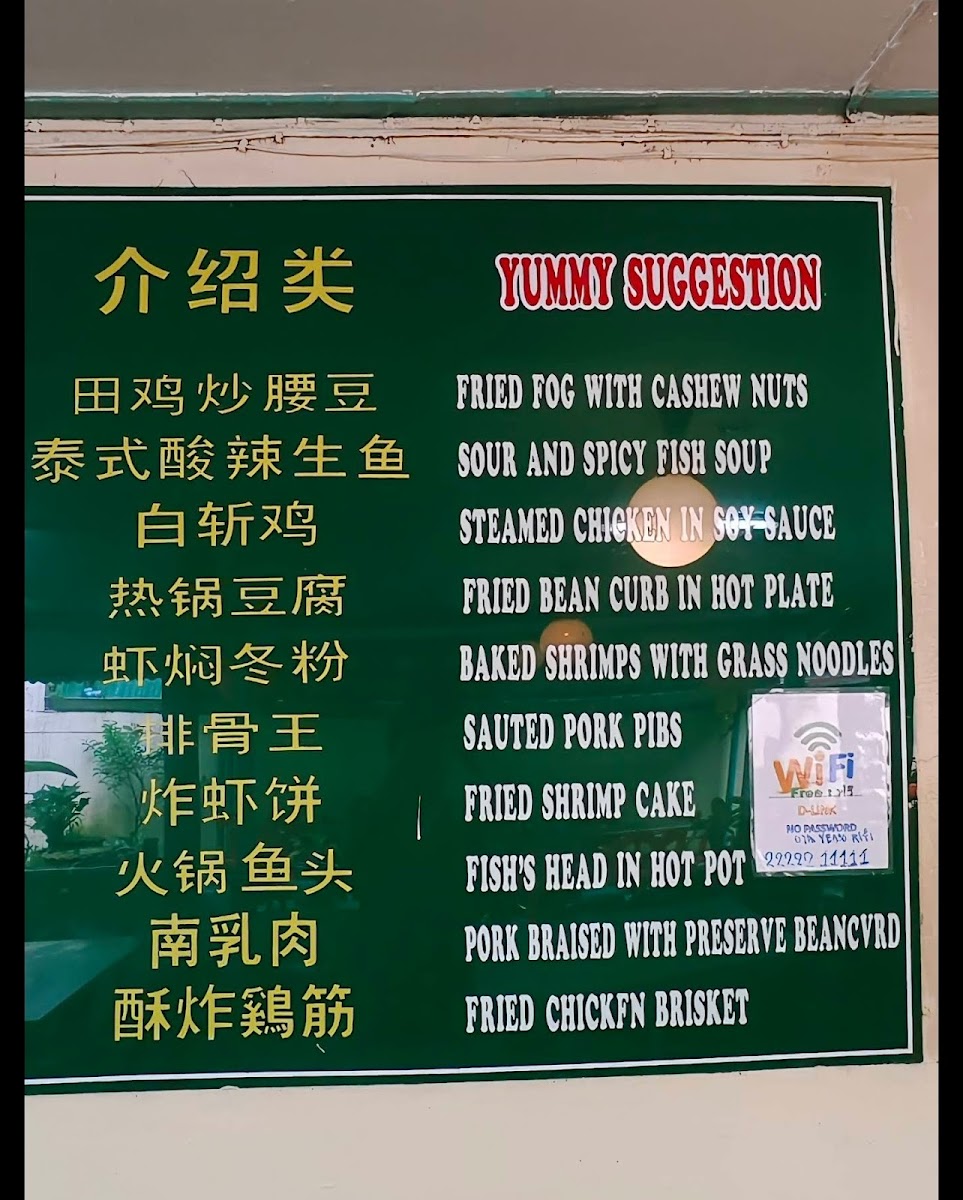 介绍类
YUMMY SUGGESTION
田鸡炒腰豆
FRIED FOG WITH CASHEW NUTS
泰式酸辣生鱼
SOUR AND SPICY FISH SOUP
白斩鸡
STEAMED CHICKEN IN SOY SAUCE
热锅豆腐
FRIED BEAN CURB IN HOT PLATE
虾焖冬粉
BAKED SHRIMPS WITH GRASS NOODLES
排骨王
SAUTED PORK PIBS
炸虾饼
FRIED SHRIMP CAKE
火锅鱼头
FISH'S HEAD IN HOT POT
南乳肉
PORK BRAISED WITH PRESERVE BEANCVRD
酥炸鷄筋
FRIED CHICKFN BRISKET
WiFi
Free
D-Link
NO PASSWORD
22222 11111